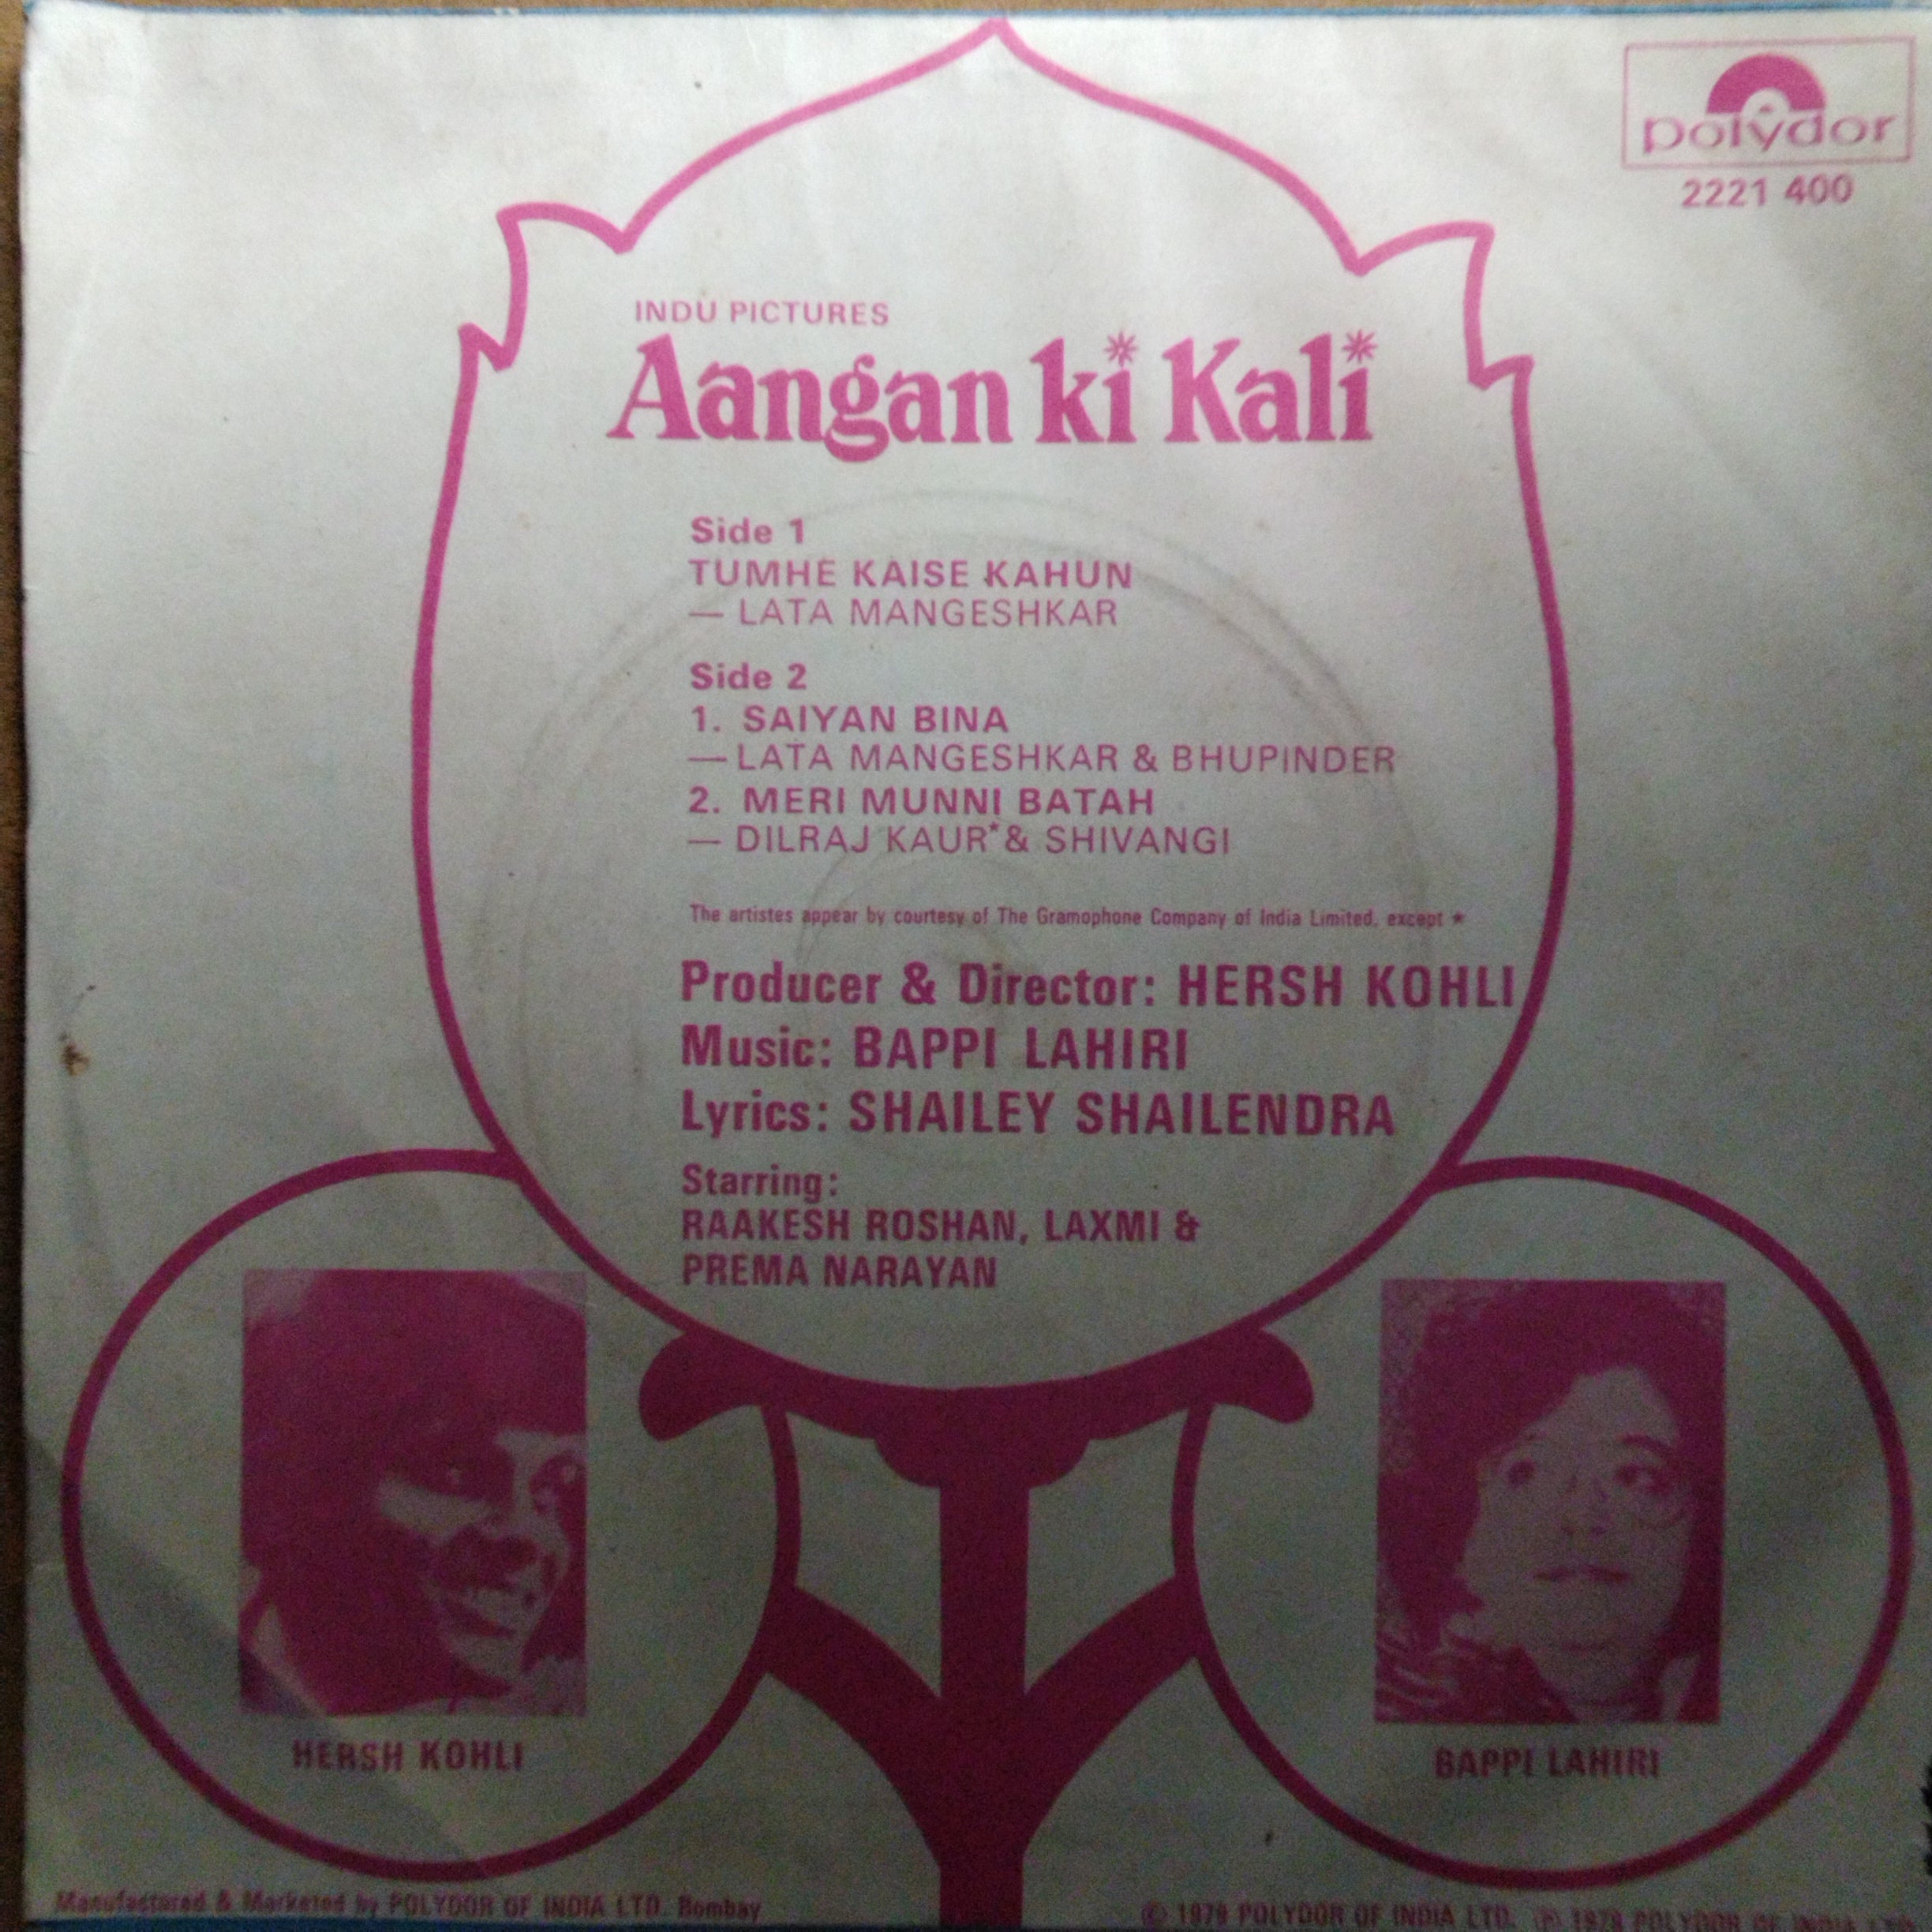 polydor
2221 400
INDU PICTURES
Aangan ki Kali
Side 1
TUMHE KAISE KAHUN
— LATA MANGESHKAR
Side 2
1. SAIYAN BINA
— LATA MANGESHKAR & BHUPINDER
2. MERI MUNNI BATAH
— DILRAJ KAUR* & SHIVANGI
The artistes appear by courtesy of The Gramophone Company of India Limited, except *
Producer & Director: HERSH KOHLI
Music: BAPPI LAHIRI
Lyrics: SHAILEY SHAILENDRA
Starring:
RAAKESH ROSHAN, LAXMI &
PREMA NARAYAN
HERSH KOHLI
BAPPI LAHIRI
Manufactured & Marketed by POLYDOR OF INDIA LTD. Bombay
© 1979 POLYDOR OF INDIA LTD. ℗ 1979 POLYDOR OF INDIA